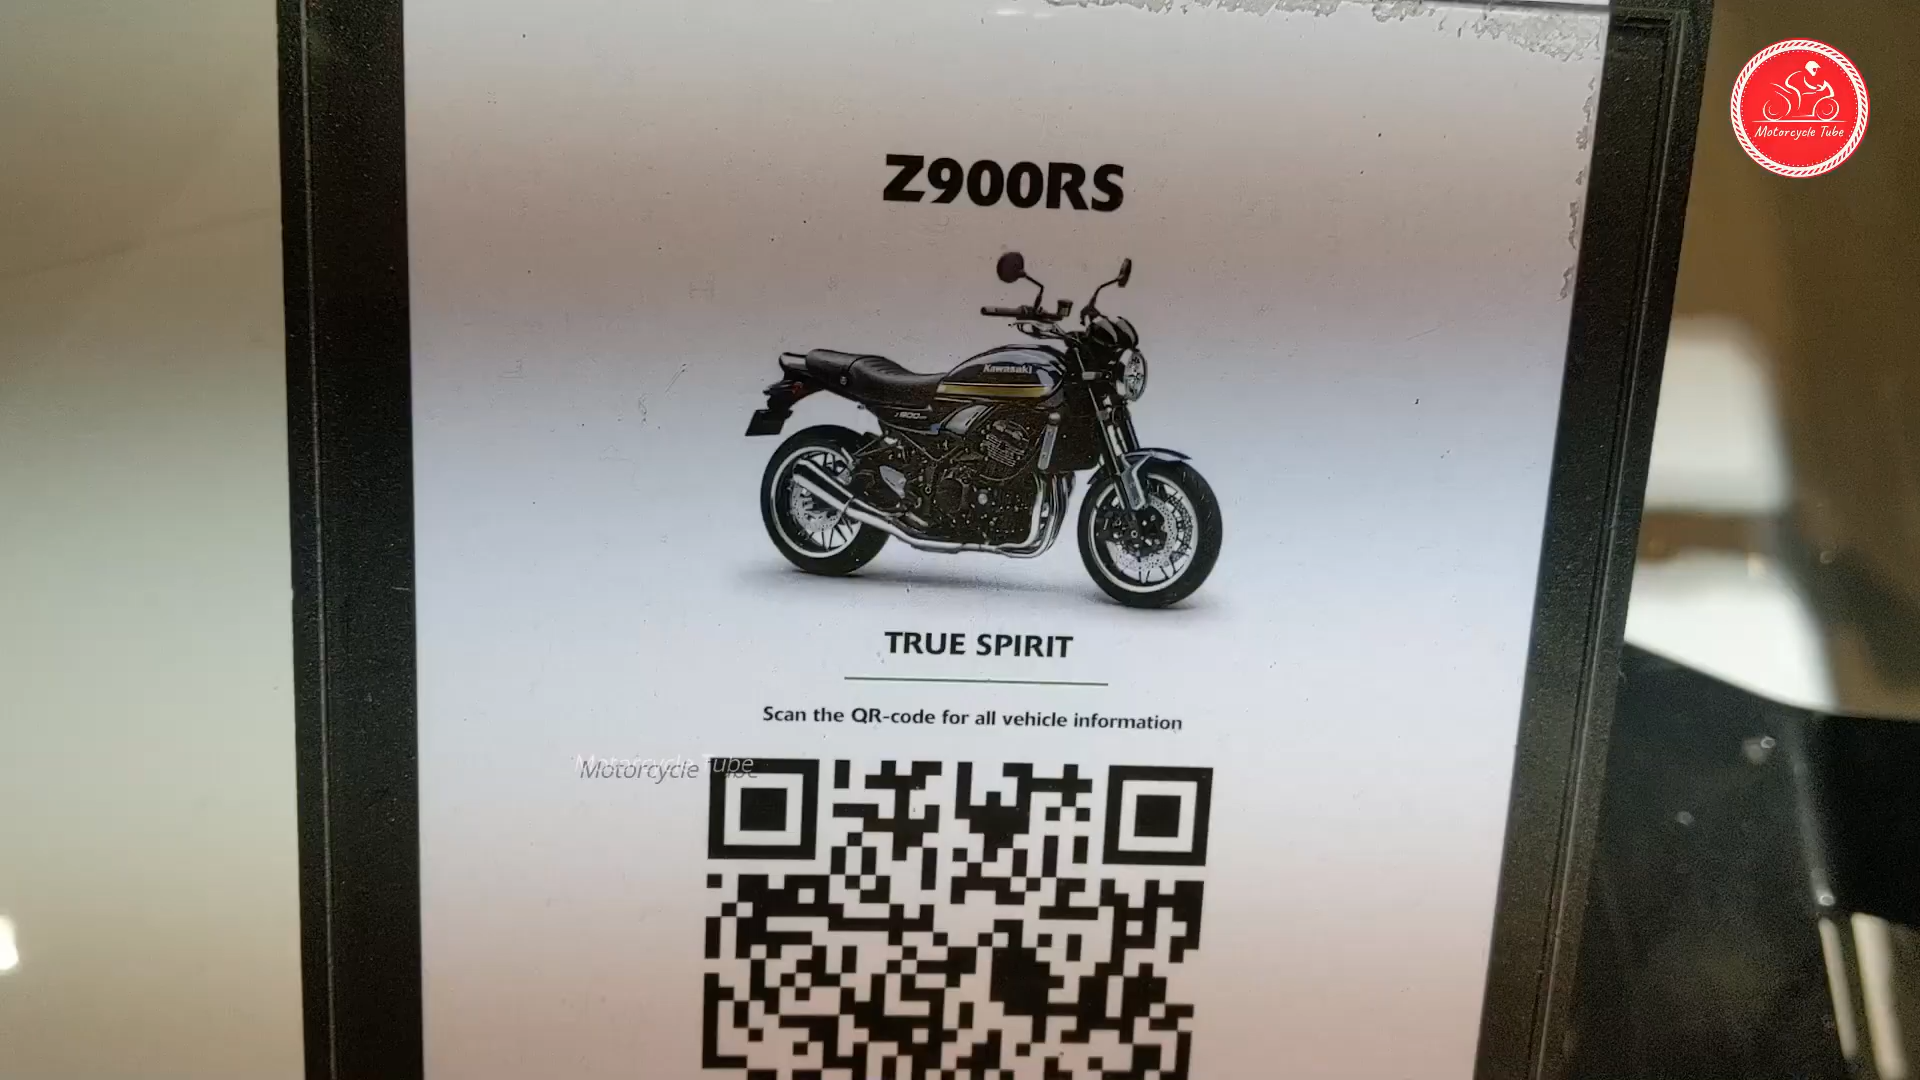 Motorcycle Tube
Z900RS
Kawasaki
TRUE SPIRIT
Scan the QR-code for all vehicle information
Motorcycle Tube